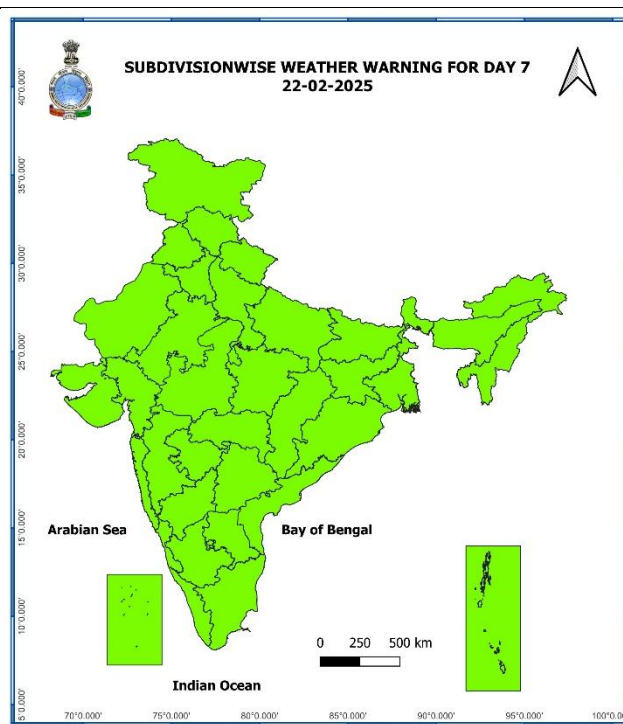 SUBDIVISIONWISE WEATHER WARNING FOR DAY 7
22-02-2025
40°0.000'
35°0.000'
30°0.000'
25°0.000'
20°0.000'
15°0.000'
10°0.000'
5°0.000'
Arabian Sea
Bay of Bengal
0 250 500 km
Indian Ocean
70°0.000' 75°0.000' 80°0.000' 85°0.000' 90°0.000' 95°0.000' 100°0.000'